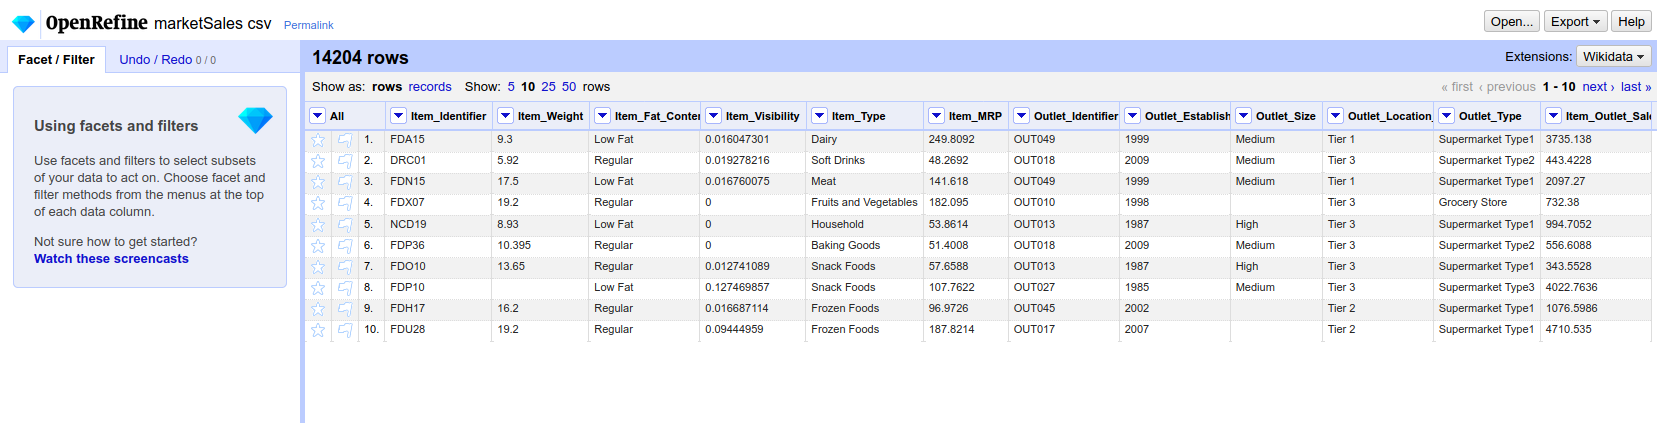 OpenRefine marketSales csv Permalink Open... Export Help
Facet / Filter Undo / Redo 0 / 0 14204 rows Extensions: Wikidata
Show as: rows records Show: 5 10 25 50 rows « first ‹ previous 1 - 10 next › last »
Using facets and filters
Use facets and filters to select subsets
of your data to act on. Choose facet and
filter methods from the menus at the top
of each data column.
Not sure how to get started?
Watch these screencasts
All Item_Identifier Item_Weight Item_Fat_Conter Item_Visibility Item_Type Item_MRP Outlet_Identifier Outlet_Establish Outlet_Size Outlet_Location_ Outlet_Type Item_Outlet_Sale
1. FDA15 9.3 Low Fat 0.016047301 Dairy 249.8092 OUT049 1999 Medium Tier 1 Supermarket Type1 3735.138
2. DRC01 5.92 Regular 0.019278216 Soft Drinks 48.2692 OUT018 2009 Medium Tier 3 Supermarket Type2 443.4228
3. FDN15 17.5 Low Fat 0.016760075 Meat 141.618 OUT049 1999 Medium Tier 1 Supermarket Type1 2097.27
4. FDX07 19.2 Regular 0 Fruits and Vegetables 182.095 OUT010 1998 Tier 3 Grocery Store 732.38
5. NCD19 8.93 Low Fat 0 Household 53.8614 OUT013 1987 High Tier 3 Supermarket Type1 994.7052
6. FDP36 10.395 Regular 0 Baking Goods 51.4008 OUT018 2009 Medium Tier 3 Supermarket Type2 556.6088
7. FDO10 13.65 Regular 0.012741089 Snack Foods 57.6588 OUT013 1987 High Tier 3 Supermarket Type1 343.5528
8. FDP10 Low Fat 0.127469857 Snack Foods 107.7622 OUT027 1985 Medium Tier 3 Supermarket Type3 4022.7636
9. FDH17 16.2 Regular 0.016687114 Frozen Foods 96.9726 OUT045 2002 Tier 2 Supermarket Type1 1076.5986
10. FDU28 19.2 Regular 0.09444959 Frozen Foods 187.8214 OUT017 2007 Tier 2 Supermarket Type1 4710.535